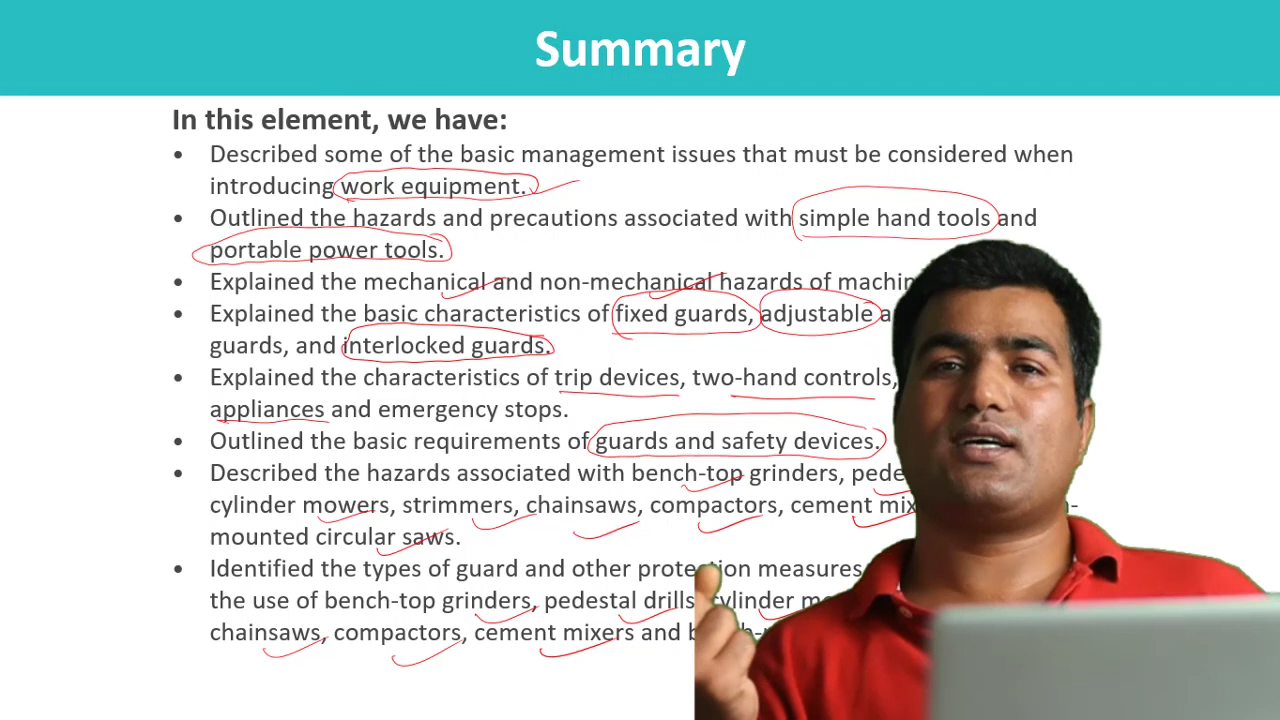 Summary
In this element, we have:
• Described some of the basic management issues that must be considered when
introducing work equipment.
• Outlined the hazards and precautions associated with simple hand tools and
portable power tools.
• Explained the mechanical and non-mechanical hazards of
• Explained the basic characteristics of fixed guards, adjustable
guards, and interlocked guards.
• Explained the characteristics of trip devices, two-hand controls,
appliances and emergency stops.
• Outlined the basic requirements of guards and safety devices.
• Described the hazards associated with bench-top grinders,
cylinder mowers, strimmers, chainsaws, compactors, cement
mounted circular saws.
• Identified the types of guard and other protection measures
the use of bench-top grinders, pedestal drills, cylinder
chainsaws, compactors, cement mixers and